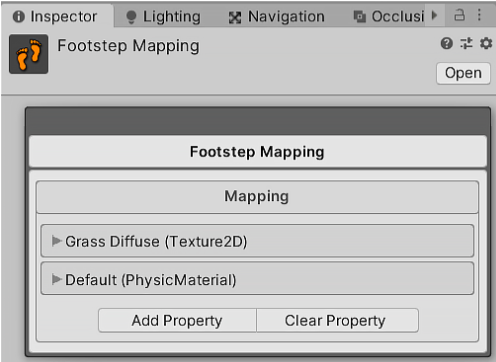 Inspector Lighting Navigation Occlusi
Footstep Mapping
Open
Footstep Mapping
Mapping
Grass Diffuse (Texture2D)
Default (PhysicMaterial)
Add Property Clear Property